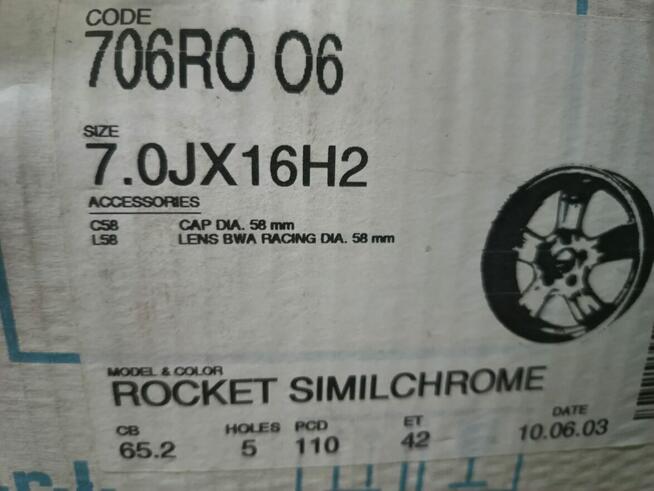 CODE
706RO O6
SIZE
7.0JX16H2
ACCESSORIES
C58 CAP DIA. 58 mm
L58 LENS BWA RACING DIA. 58 mm
MODEL & COLOR
ROCKET SIMILCHROME
CB HOLES PCD ET DATE
65.2 5 110 42 10.06.03